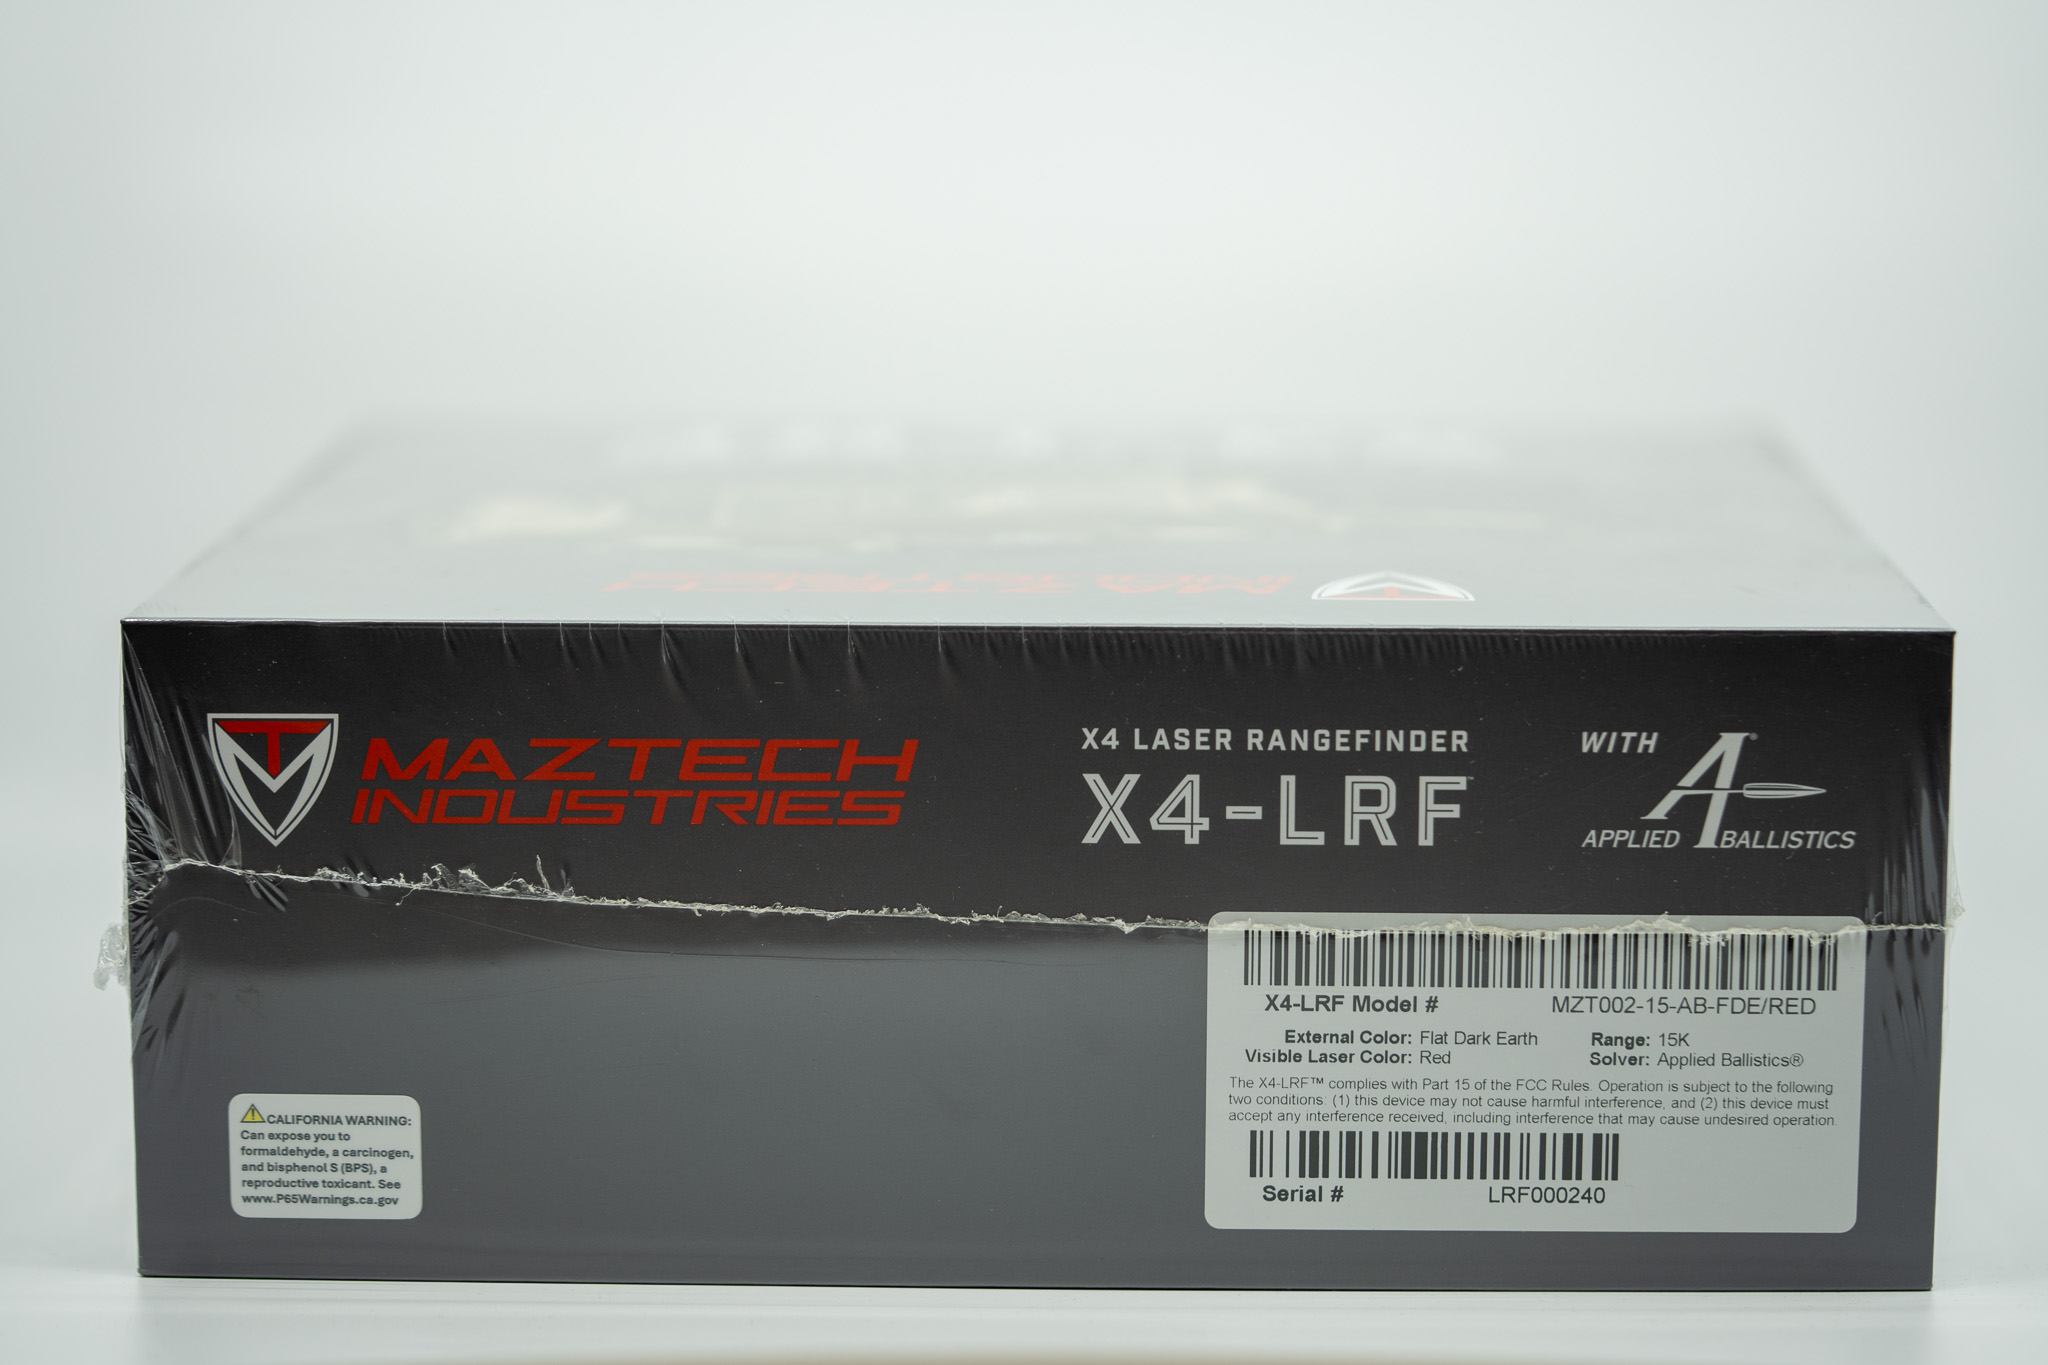 MAZTECH
MAZTECH
INDUSTRIES
X4 LASER RANGEFINDER
X4-LRF™
WITH
A®
APPLIED BALLISTICS
X4-LRF Model # MZT002-15-AB-FDE/RED
External Color: Flat Dark Earth Range: 15K
Visible Laser Color: Red Solver: Applied Ballistics®
The X4-LRF™ complies with Part 15 of the FCC Rules. Operation is subject to the following
two conditions: (1) this device may not cause harmful interference, and (2) this device must
accept any interference received, including interference that may cause undesired operation.
Serial # LRF000240
CALIFORNIA WARNING:
Can expose you to
formaldehyde, a carcinogen,
and bisphenol S (BPS), a
reproductive toxicant. See
www.P65Warnings.ca.gov